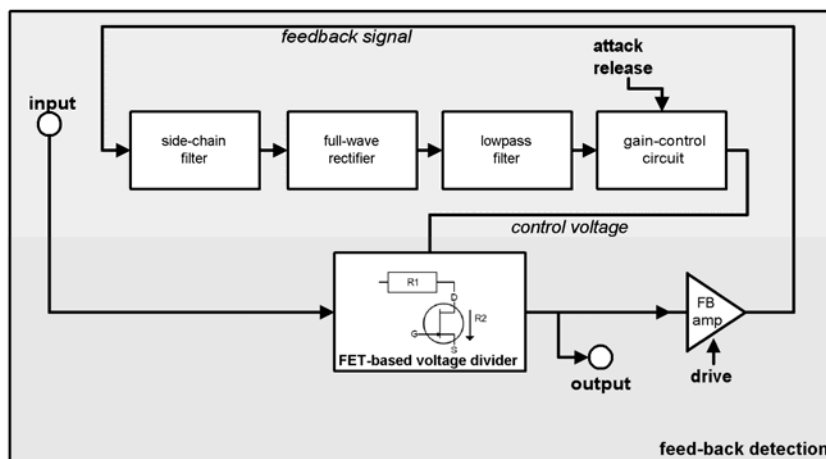 feedback signal
attack
release
input
side-chain
filter
full-wave
rectifier
lowpass
filter
gain-control
circuit
control voltage
R1
D
R2
G
S
FET-based voltage divider
FB
amp
output
drive
feed-back detection